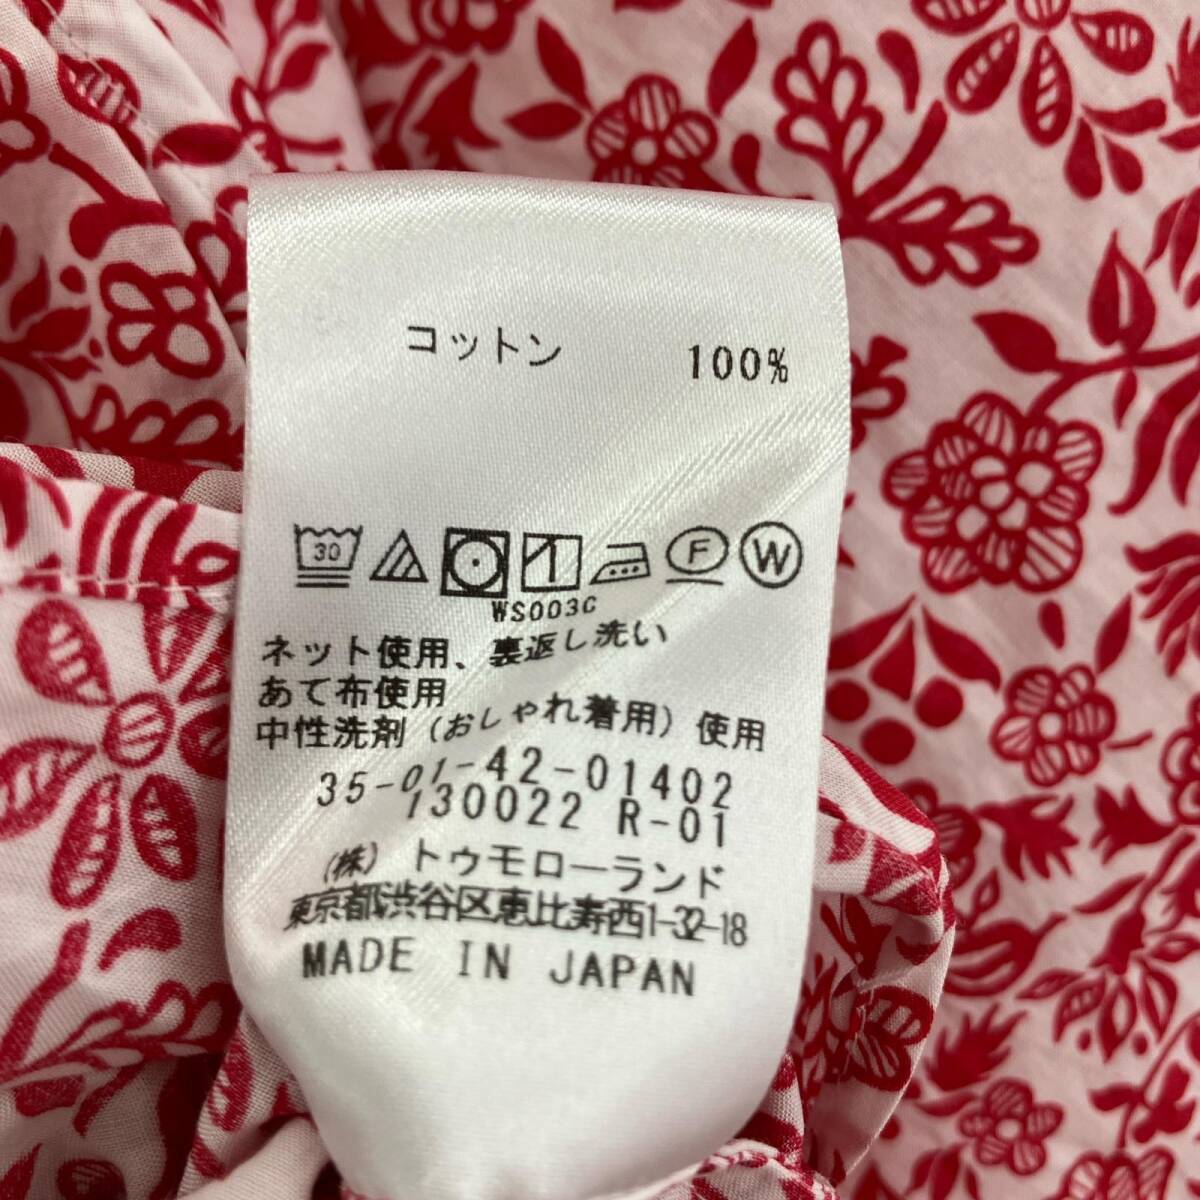 コットン 100%
30 F W
WS003C
ネット使用、裏返し洗い
あて布使用
中性洗剤（おしゃれ着用）使用
35-01-42-01402
130022 R-01
（株）トゥモローランド
東京都渋谷区恵比寿西1-32-18
MADE IN JAPAN